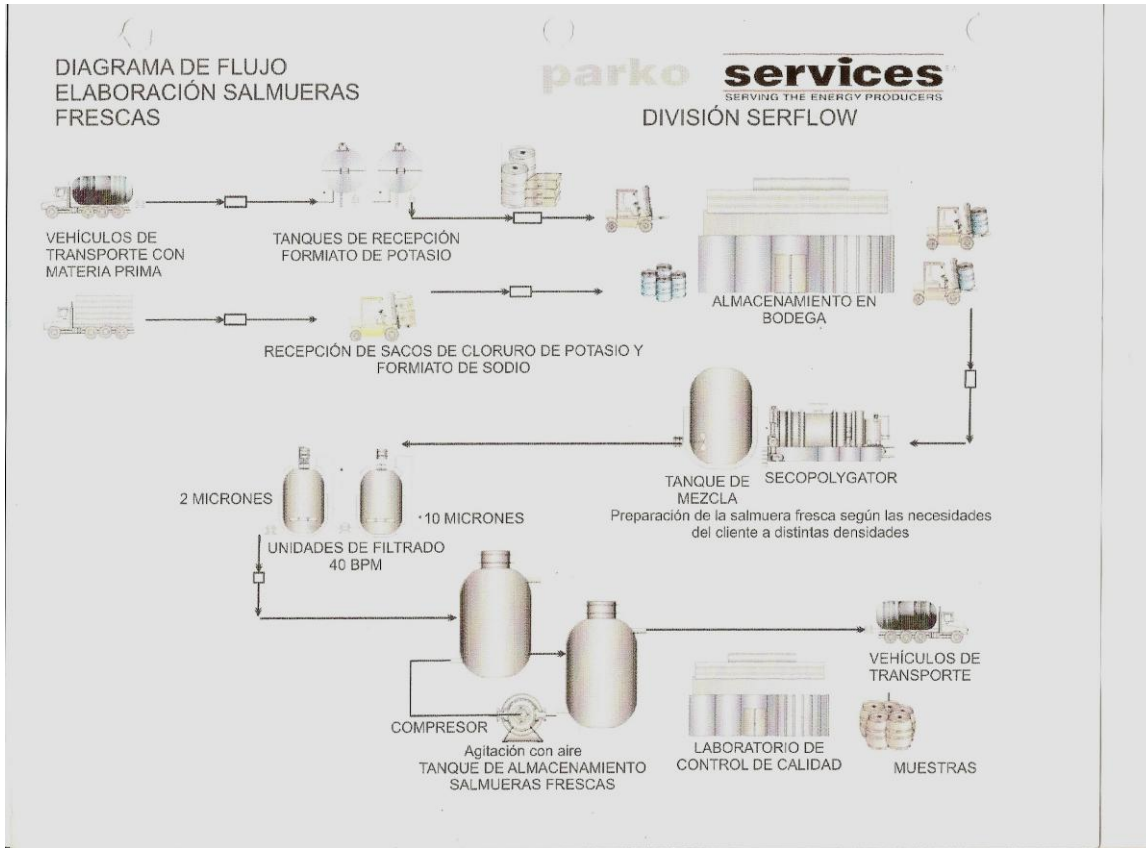 DIAGRAMA DE FLUJO
ELABORACIÓN SALMUERAS
FRESCAS
parko services
SERVING THE ENERGY PRODUCERS
DIVISIÓN SERFLOW
VEHÍCULOS DE
TRANSPORTE CON
MATERIA PRIMA
TANQUES DE RECEPCIÓN
FORMIATO DE POTASIO
ALMACENAMIENTO EN
BODEGA
RECEPCIÓN DE SACOS DE CLORURO DE POTASIO Y
FORMIATO DE SODIO
TANQUE DE
MEZCLA
SECOPOLYGATOR
Preparación de la salmuera fresca según las necesidades
del cliente a distintas densidades
2 MICRONES
10 MICRONES
UNIDADES DE FILTRADO
40 BPM
COMPRESOR
Agitación con aire
TANQUE DE ALMACENAMIENTO
SALMUERAS FRESCAS
LABORATORIO DE
CONTROL DE CALIDAD
VEHÍCULOS DE
TRANSPORTE
MUESTRAS